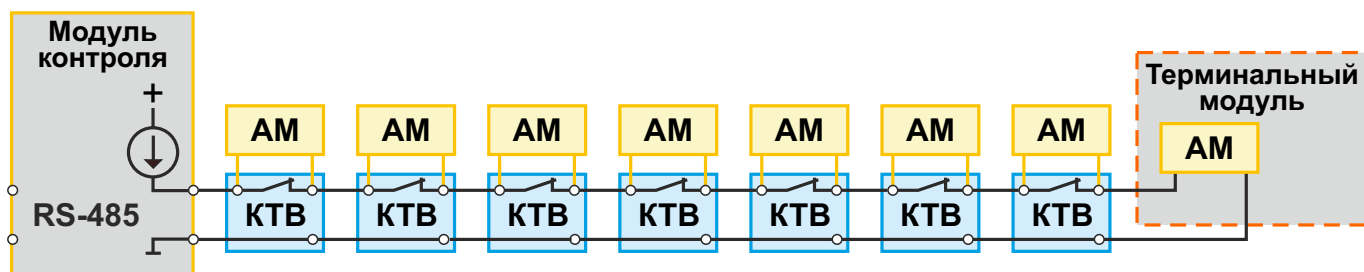 Модуль
контроля
+
RS-485
АМ
АМ
АМ
АМ
АМ
АМ
АМ
КТВ
КТВ
КТВ
КТВ
КТВ
КТВ
КТВ
Терминальный
модуль
АМ